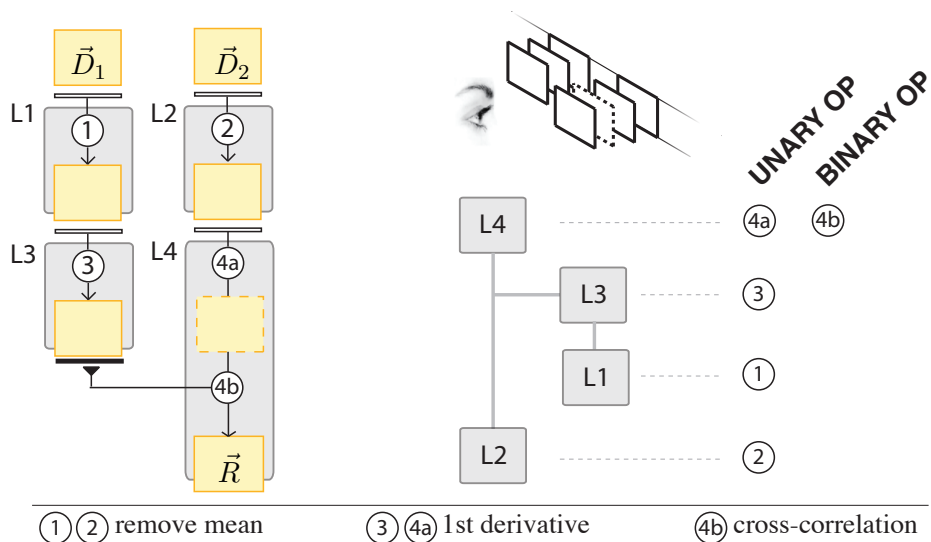 D⃗₁ D⃗₂
L1 ① L2 ②
L3 ③ L4 4a
4b
R⃗
UNARY OP
BINARY OP
L4 4a 4b
L3 ③
L1 ①
L2 ②
① ② remove mean ③ 4a 1st derivative 4b cross-correlation